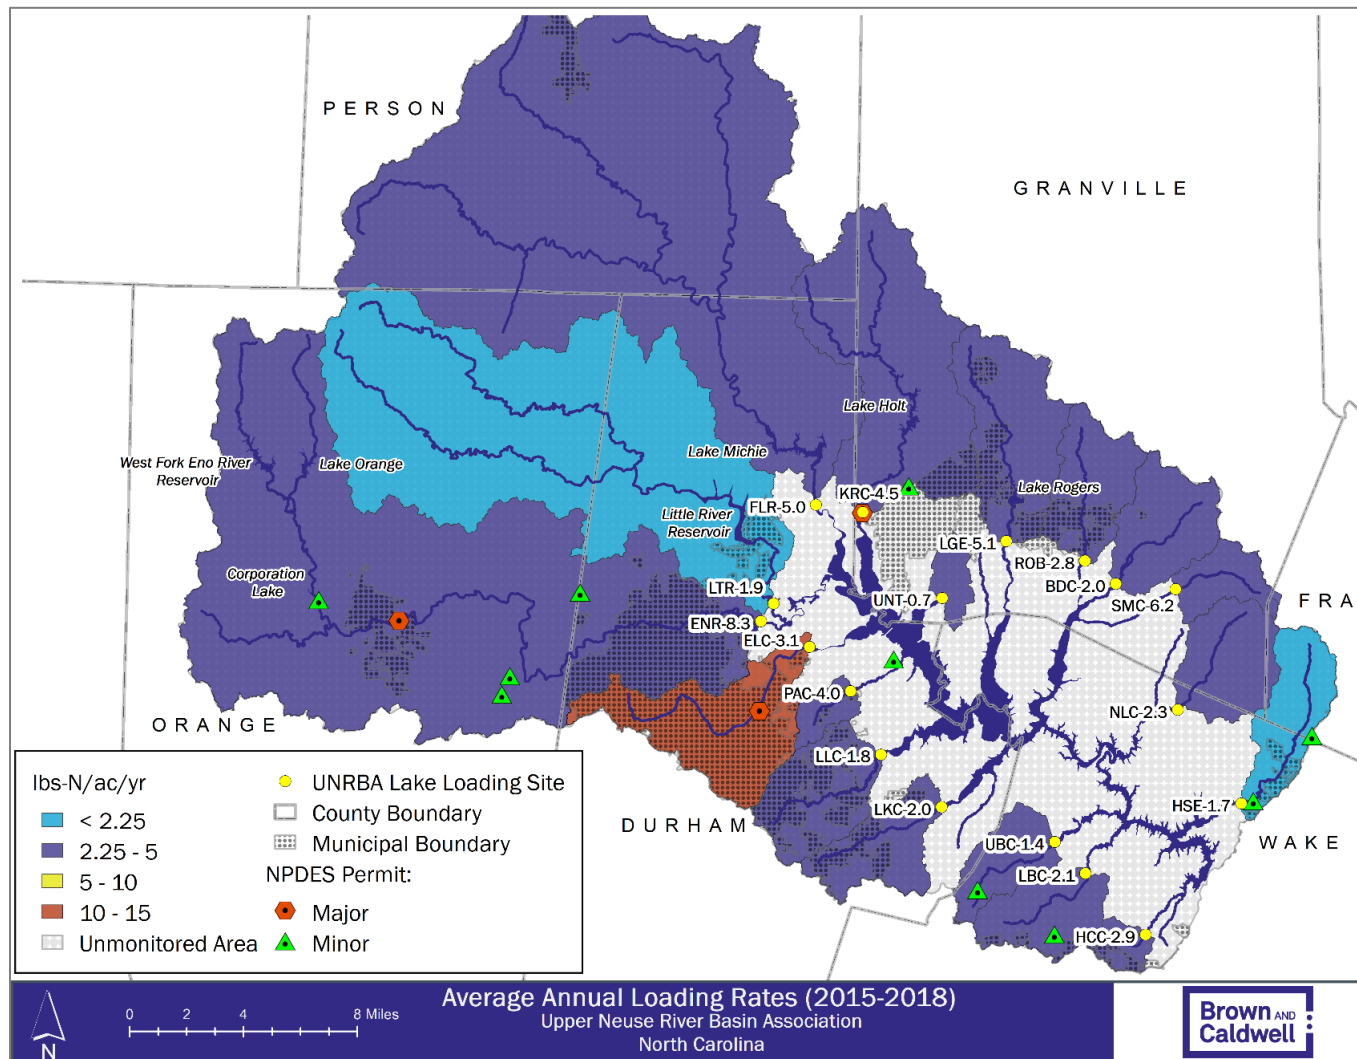 PERSON
GRANVILLE
Lake Holt
West Fork Eno River
Reservoir
Lake Orange
Lake Michie
Lake Rogers
Little River
Reservoir
Corporation
Lake
KRC-4.5
FLR-5.0
LGE-5.1
ROB-2.8
BDC-2.0
SMC-6.2
LTR-1.9
UNT-0.7
ENR-8.3
ELC-3.1
FRA
PAC-4.0
NLC-2.3
ORANGE
LLC-1.8
LKC-2.0
HSE-1.7
DURHAM
UBC-1.4
WAKE
LBC-2.1
HCC-2.9
lbs-N/ac/yr
< 2.25
2.25 - 5
5 - 10
10 - 15
Unmonitored Area
UNRBA Lake Loading Site
County Boundary
Municipal Boundary
NPDES Permit:
Major
Minor
N
0 2 4 8 Miles
Average Annual Loading Rates (2015-2018)
Upper Neuse River Basin Association
North Carolina
Brown AND
Caldwell